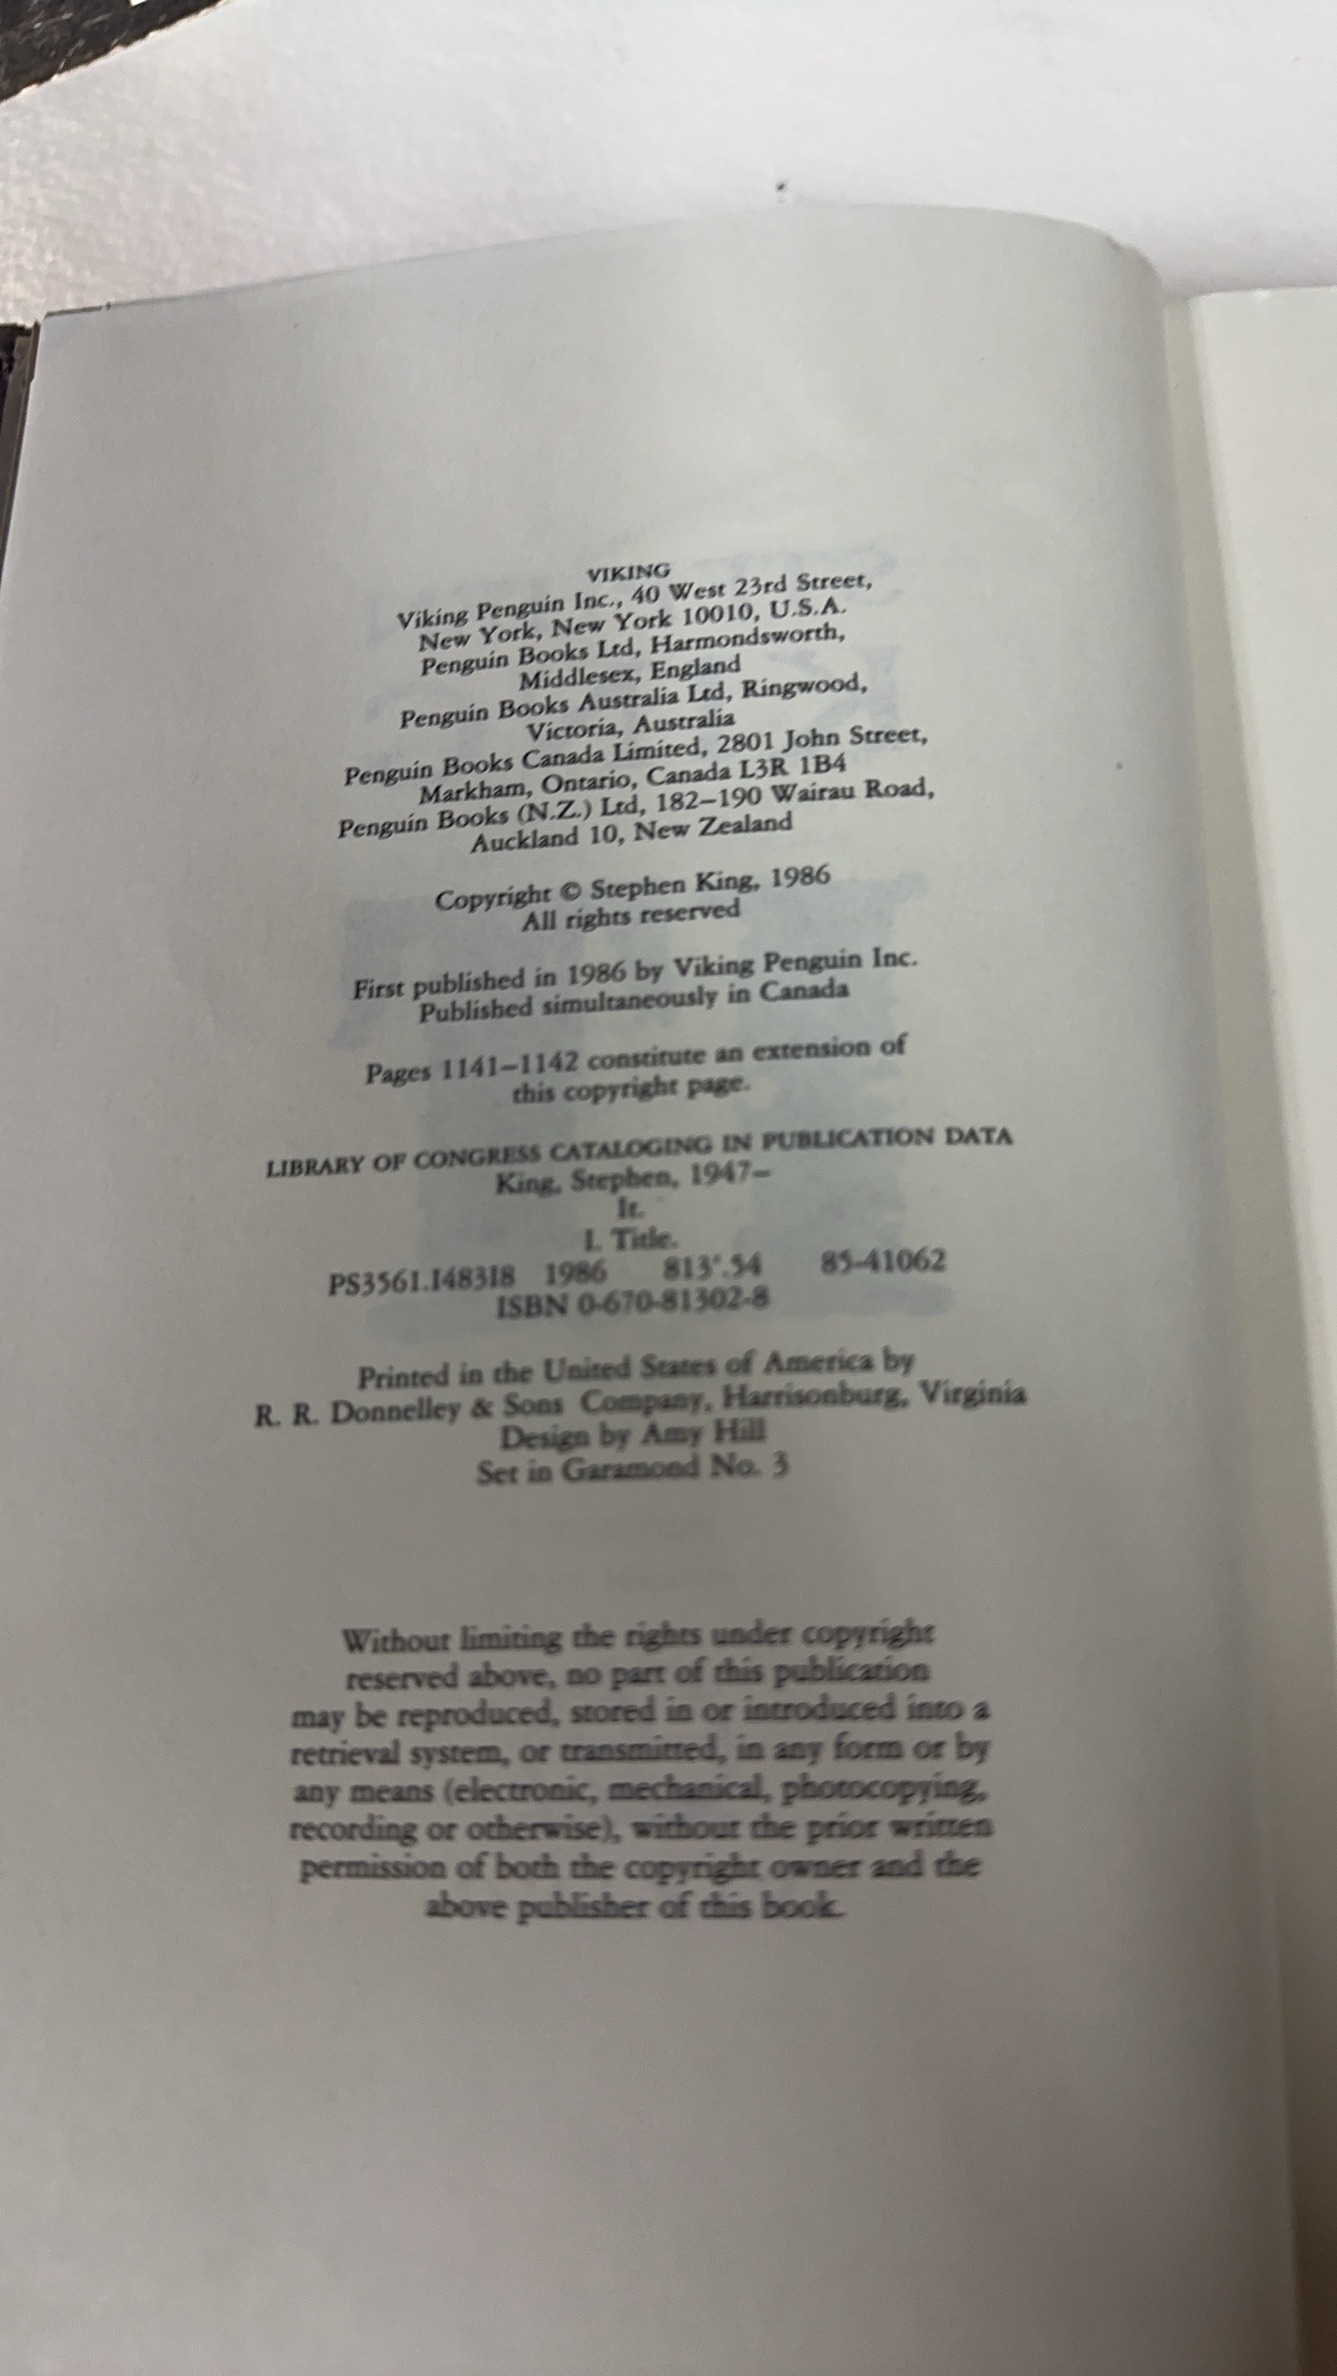 VIKING
Viking Penguin Inc., 40 West 23rd Street,
New York, New York 10010, U.S.A.
Penguin Books Ltd, Harmondsworth,
Middlesex, England
Penguin Books Australia Ltd, Ringwood,
Victoria, Australia
Penguin Books Canada Limited, 2801 John Street,
Markham, Ontario, Canada L3R 1B4
Penguin Books (N.Z.) Ltd, 182–190 Wairau Road,
Auckland 10, New Zealand
Copyright © Stephen King, 1986
All rights reserved
First published in 1986 by Viking Penguin Inc.
Published simultaneously in Canada
Pages 1141–1142 constitute an extension of
this copyright page.
LIBRARY OF CONGRESS CATALOGING IN PUBLICATION DATA
King, Stephen, 1947–
It.
I. Title.
PS3561.I483I8 1986 813'.54 85-41062
ISBN 0-670-81302-8
Printed in the United States of America by
R. R. Donnelley & Sons Company, Harrisonburg, Virginia
Design by Amy Hill
Set in Garamond No. 3
Without limiting the rights under copyright
reserved above, no part of this publication
may be reproduced, stored in or introduced into a
retrieval system, or transmitted, in any form or by
any means (electronic, mechanical, photocopying,
recording or otherwise), without the prior written
permission of both the copyright owner and the
above publisher of this book.